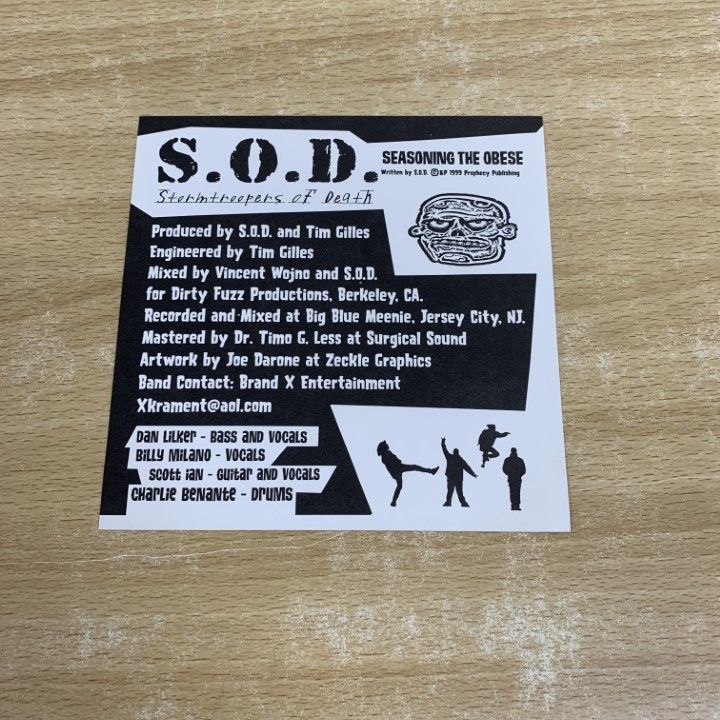 S.O.D.
Stormtroopers of Death
SEASONING THE OBESE
Written by S.O.D. ©&P 1999 Prophecy Publishing
Produced by S.O.D. and Tim Gilles
Engineered by Tim Gilles
Mixed by Vincent Wojno and S.O.D.
for Dirty Fuzz Productions, Berkeley, CA.
Recorded and Mixed at Big Blue Meenie, Jersey City, NJ.
Mastered by Dr. Timo G. Less at Surgical Sound
Artwork by Joe Darone at Zeckle Graphics
Band Contact: Brand X Entertainment
Xkrament@aol.com
Dan Lilker - Bass and Vocals
Billy Milano - Vocals
Scott Ian - Guitar and Vocals
Charlie Benante - Drums